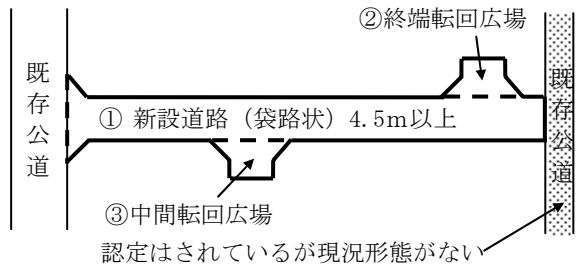 ②終端転回広場
既存公道
既存公道
① 新設道路（袋路状）4.5m以上
③中間転回広場
認定はされているが現況形態がない